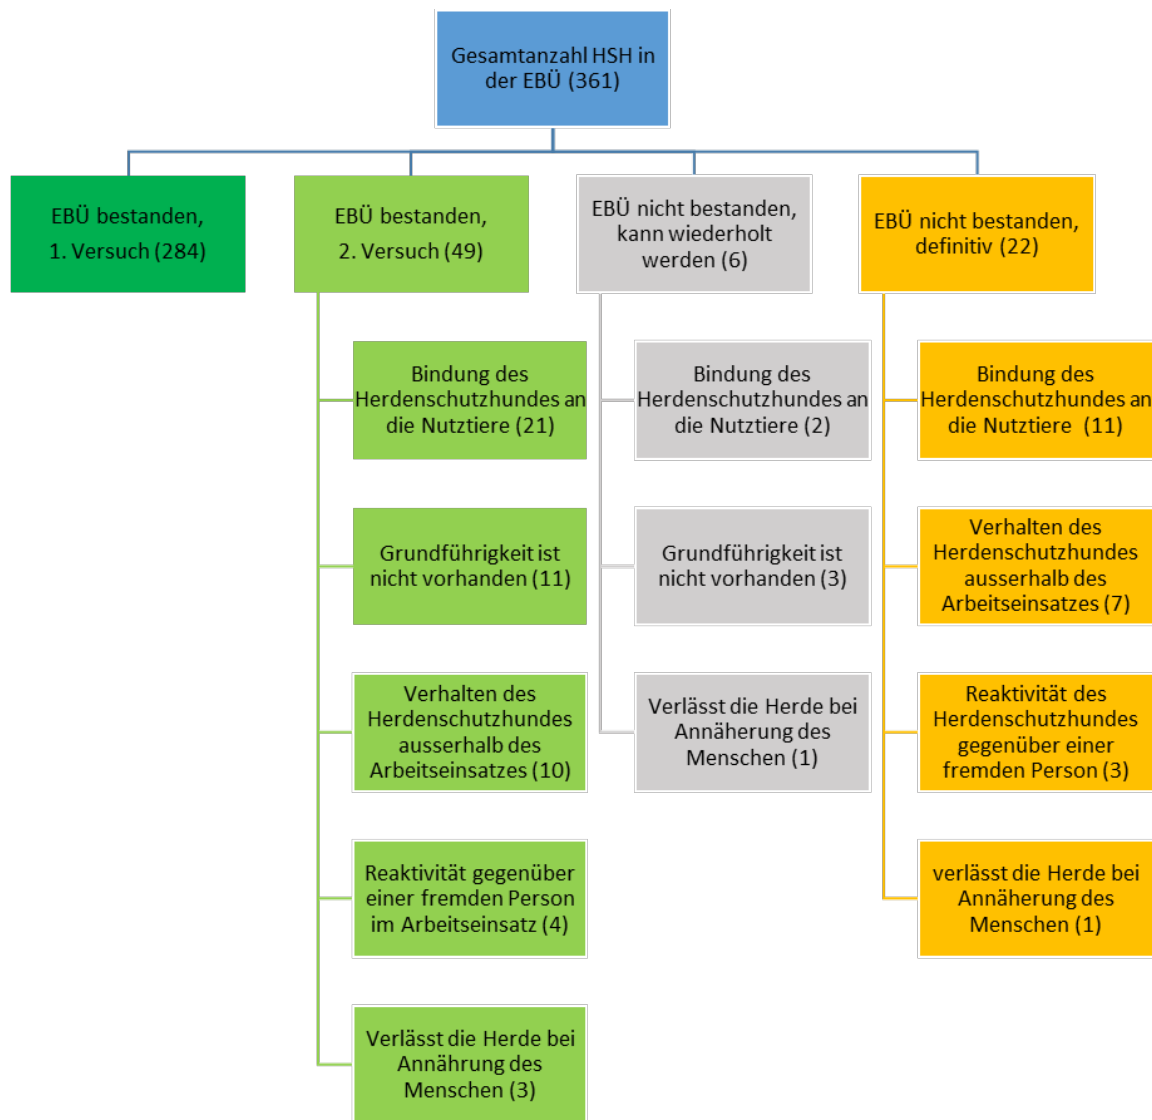 Gesamtanzahl HSH in
der EBÜ (361)
EBÜ bestanden,
1. Versuch (284)
EBÜ bestanden,
2. Versuch (49)
Bindung des
Herdenschutzhundes an
die Nutztiere (21)
Grundführigkeit ist
nicht vorhanden (11)
Verhalten des
Herdenschutzhundes
ausserhalb des
Arbeitseinsatzes (10)
Reaktivität gegenüber
einer fremden Person
im Arbeitseinsatz (4)
Verlässt die Herde bei
Annährung des
Menschen (3)
EBÜ nicht bestanden,
kann wiederholt
werden (6)
Bindung des
Herdenschutzhundes an
die Nutztiere (2)
Grundführigkeit ist
nicht vorhanden (3)
Verlässt die Herde bei
Annäherung des
Menschen (1)
EBÜ nicht bestanden,
definitiv (22)
Bindung des
Herdenschutzhundes an
die Nutztiere (11)
Verhalten des
Herdenschutzhundes
ausserhalb des
Arbeitseinsatzes (7)
Reaktivität des
Herdenschutzhundes
gegenüber einer
fremden Person (3)
verlässt die Herde bei
Annäherung des
Menschen (1)